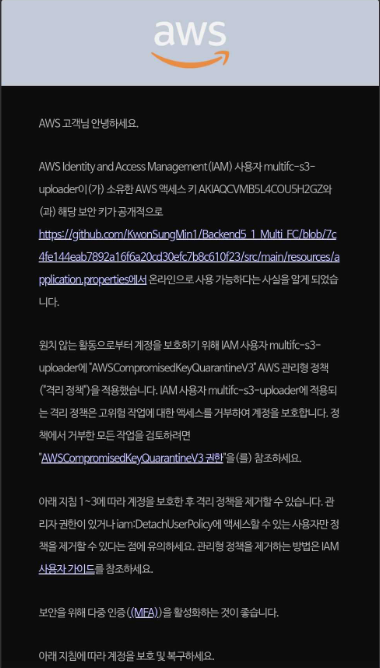 aws
AWS 고객님 안녕하세요.
AWS Identity and Access Management(IAM) 사용자 multifc-s3-
uploader이(가) 소유한 AWS 액세스 키 AKIAQCVMB5L4COU5H2GZ와
(과) 해당 보안 키가 공개적으로
https://github.com/KwonSungMin1/Backend5_1_Multi_FC/blob/7c
4fe144eab7892a16f6a20cd30efc7b8c610f23/src/main/resources/a
pplication.properties에서 온라인으로 사용 가능하다는 사실을 알게 되었습
니다.
원치 않는 활동으로부터 계정을 보호하기 위해 IAM 사용자 multifc-s3-
uploader에 "AWSCompromisedKeyQuarantineV3" AWS 관리형 정책
("격리 정책")을 적용했습니다. IAM 사용자 multifc-s3-uploader에 적용되
는 격리 정책은 고위험 작업에 대한 액세스를 거부하여 계정을 보호합니다. 정
책에서 거부한 모든 작업을 검토하려면
"AWSCompromisedKeyQuarantineV3 권한"을(를) 참조하세요.
아래 지침 1~3에 따라 계정을 보호한 후 격리 정책을 제거할 수 있습니다. 관
리자 권한이 있거나 iam:DetachUserPolicy에 액세스할 수 있는 사용자만 정
책을 제거할 수 있다는 점에 유의하세요. 관리형 정책을 제거하는 방법은 IAM
사용자 가이드를 참조하세요.
보안을 위해 다중 인증((MFA))을 활성화하는 것이 좋습니다.
아래 지침에 따라 계정을 보호 및 복구하세요.